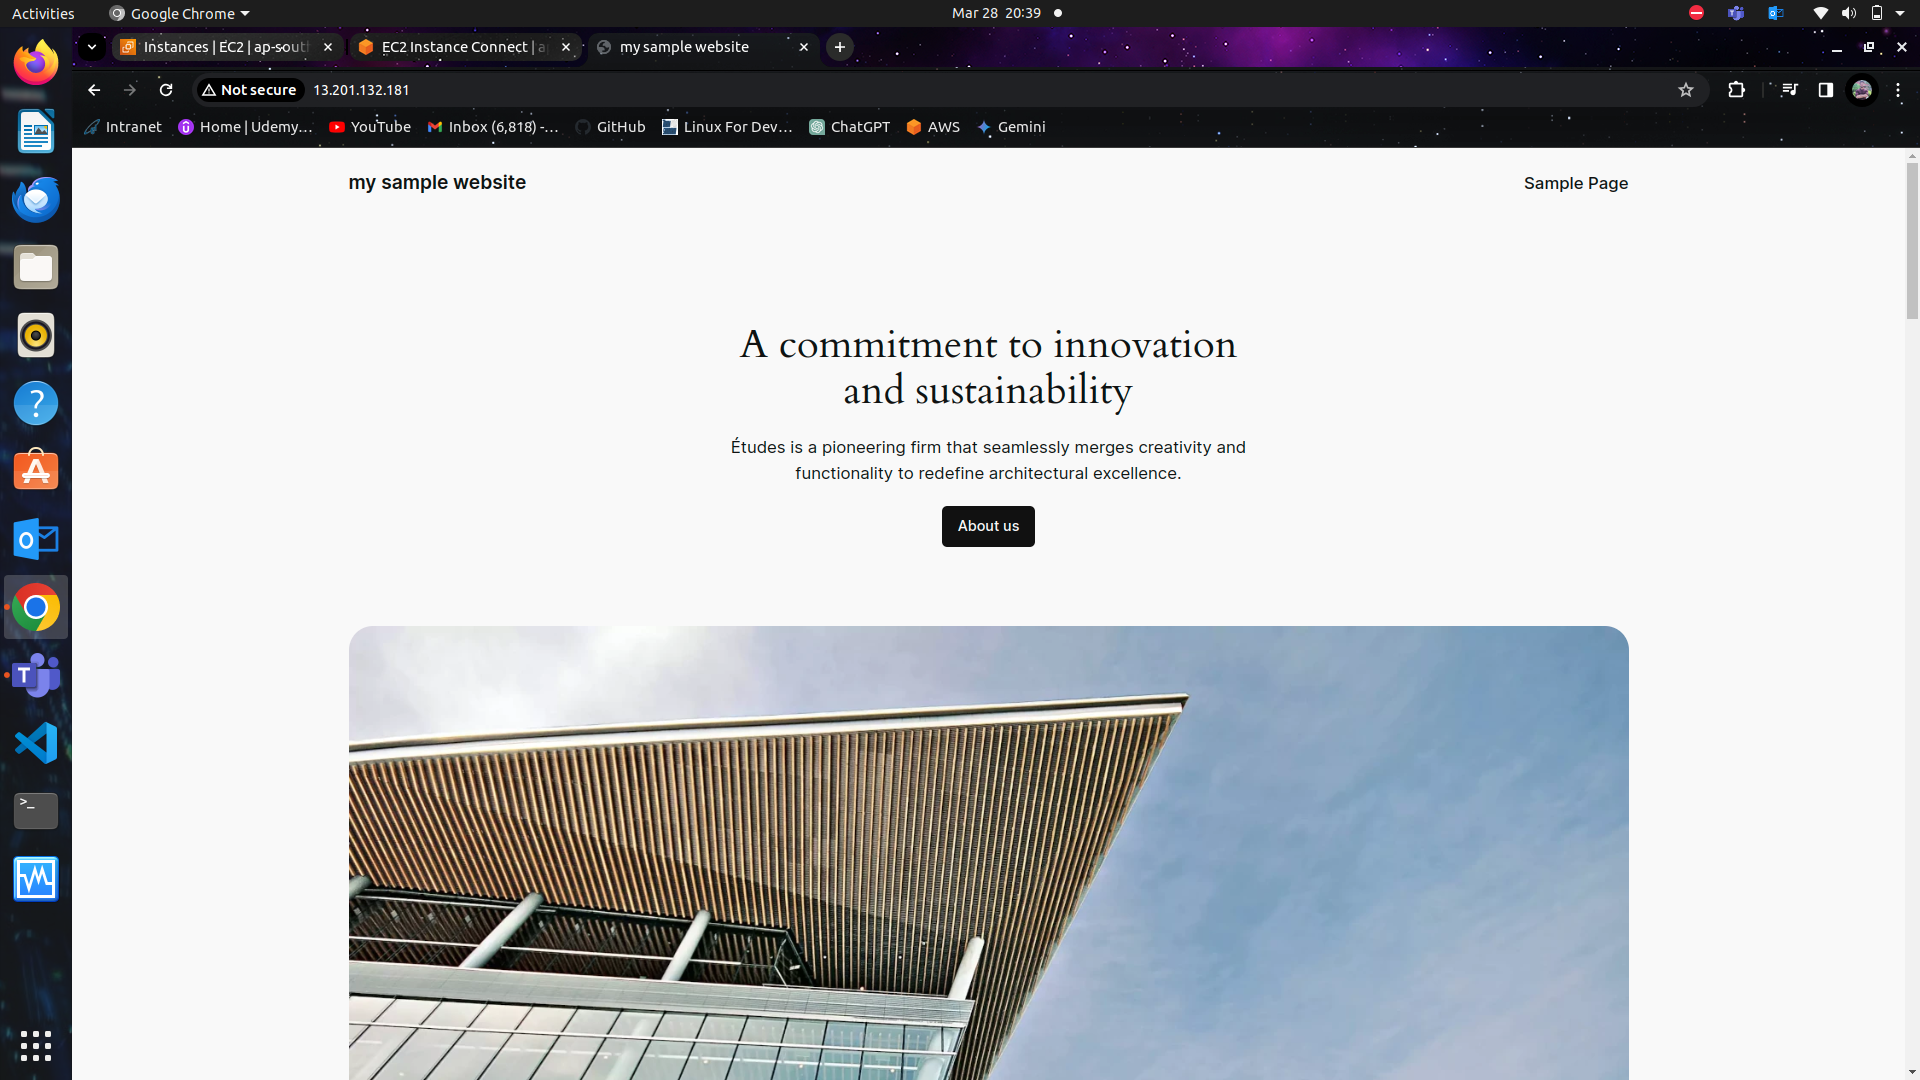 Activities
Google Chrome
Mar 28 20:39
Instances | EC2 | ap-sout
EC2 Instance Connect | a
my sample website
Not secure
13.201.132.181
Intranet
Home | Udemy...
YouTube
Inbox (6,818) -...
GitHub
Linux For Dev...
ChatGPT
AWS
Gemini
my sample website
Sample Page
A commitment to innovation
and sustainability
Études is a pioneering firm that seamlessly merges creativity and
functionality to redefine architectural excellence.
About us